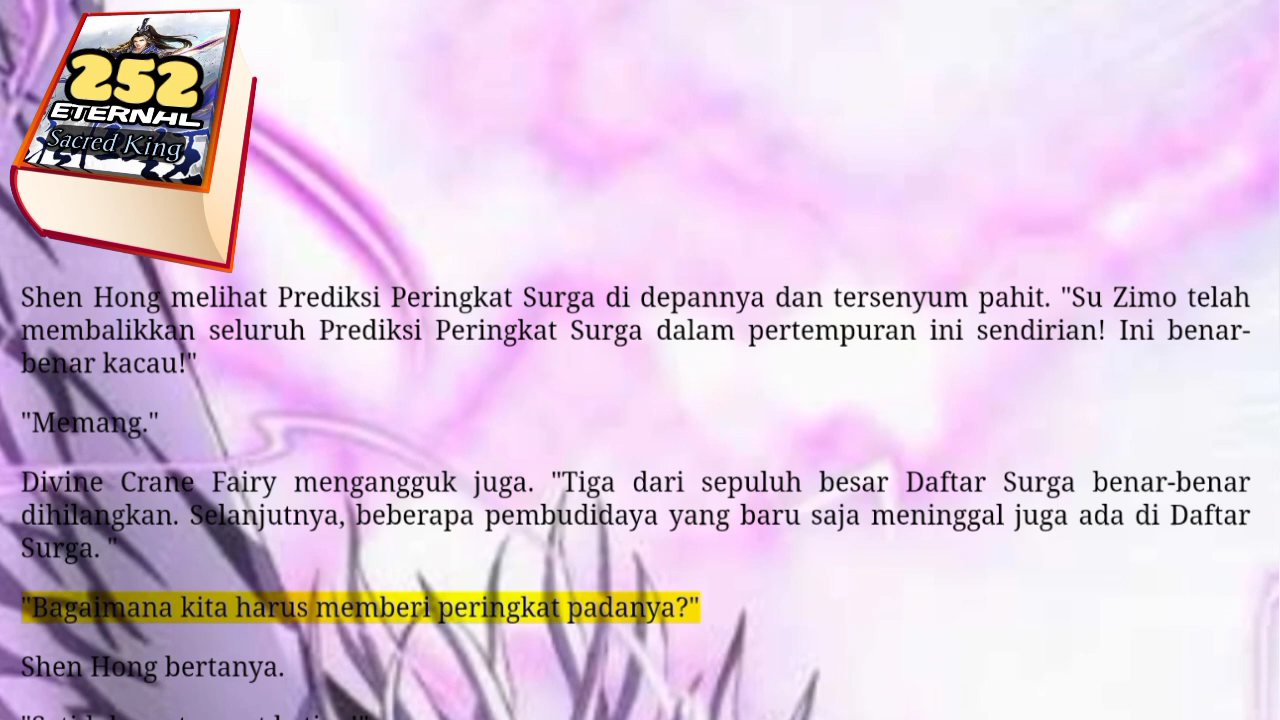 252
ETERNAL
Sacred King
Shen Hong melihat Prediksi Peringkat Surga di depannya dan tersenyum pahit. "Su Zimo telah
membalikkan seluruh Prediksi Peringkat Surga dalam pertempuran ini sendirian! Ini benar-
benar kacau!"
"Memang."
Divine Crane Fairy mengangguk juga. "Tiga dari sepuluh besar Daftar Surga benar-benar
dihilangkan. Selanjutnya, beberapa pembudidaya yang baru saja meninggal juga ada di Daftar
Surga. "
"Bagaimana kita harus memberi peringkat padanya?"
Shen Hong bertanya.